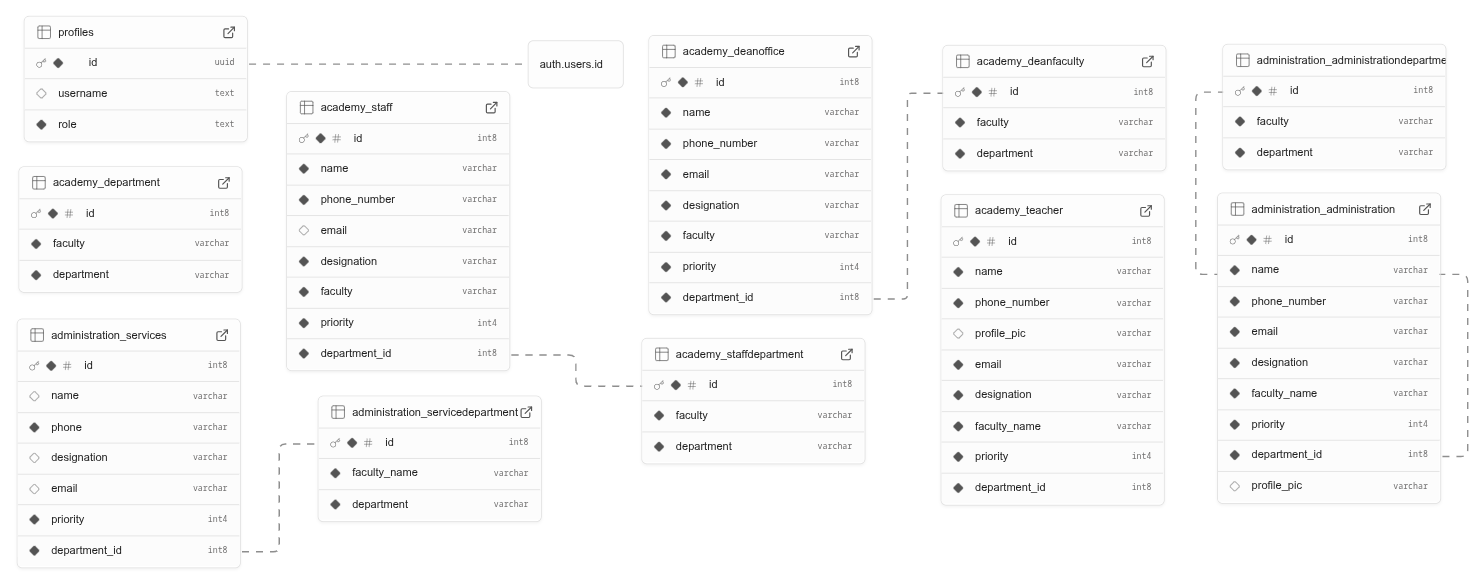 profiles
id uuid
username text
role text
auth.users.id
academy_department
id int8
faculty varchar
department varchar
administration_services
id int8
name varchar
phone varchar
designation varchar
email varchar
priority int4
department_id int8
academy_staff
id int8
name varchar
phone_number varchar
email varchar
designation varchar
faculty varchar
priority int4
department_id int8
administration_servicedepartment
id int8
faculty_name varchar
department varchar
academy_deanoffice
id int8
name varchar
phone_number varchar
email varchar
designation varchar
faculty varchar
priority int4
department_id int8
academy_staffdepartment
id int8
faculty varchar
department varchar
academy_deanfaculty
id int8
faculty varchar
department varchar
academy_teacher
id int8
name varchar
phone_number varchar
profile_pic varchar
email varchar
designation varchar
faculty_name varchar
priority int4
department_id int8
administration_administrationdepartme
id int8
faculty varchar
department varchar
administration_administration
id int8
name varchar
phone_number varchar
email varchar
designation varchar
faculty_name varchar
priority int4
department_id int8
profile_pic varchar